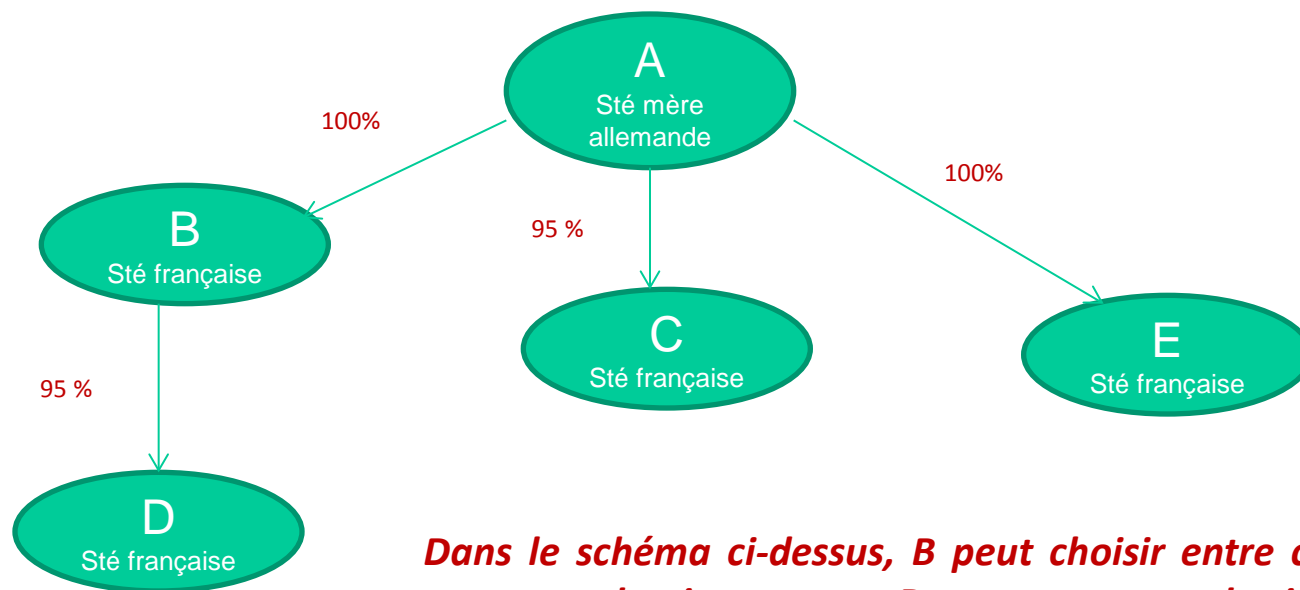 A
Sté mère
allemande
100%
100%
95 %
B
Sté française
C
Sté française
E
Sté française
95 %
D
Sté française
Dans le schéma ci-dessus, B peut choisir entre